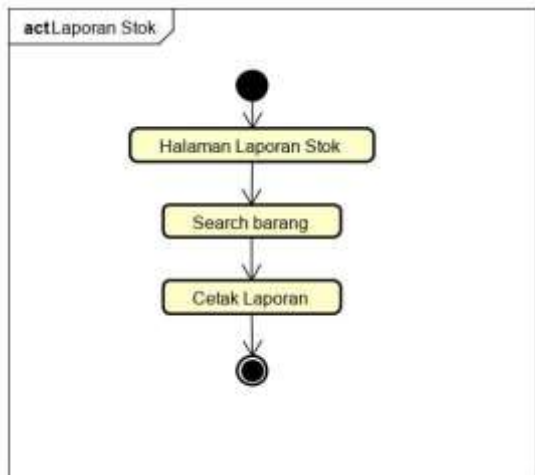 act Laporan Stok
Halaman Laporan Stok
Search barang
Cetak Laporan